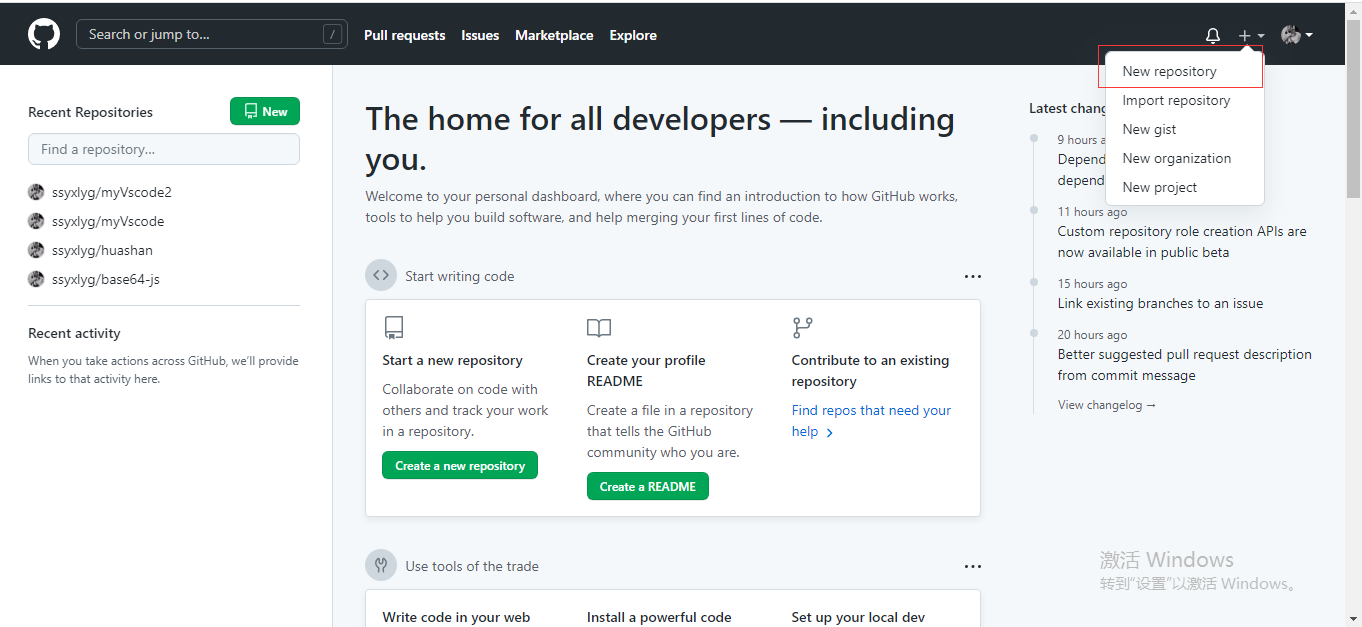 Search or jump to...
/
Pull requests
Issues
Marketplace
Explore
New repository
Import repository
New gist
New organization
New project
Recent Repositories
New
Find a repository...
ssyxlyg/myVscode2
ssyxlyg/myVscode
ssyxlyg/huashan
ssyxlyg/base64-js
Recent activity
When you take actions across GitHub, we'll provide
links to that activity here.
The home for all developers — including
you.
Welcome to your personal dashboard, where you can find an introduction to how GitHub works,
tools to help you build software, and help merging your first lines of code.
Start writing code
Start a new repository
Collaborate on code with
others and track your work
in a repository.
Create a new repository
Create your profile
README
Create a file in a repository
that tells the GitHub
community who you are.
Create a README
Contribute to an existing
repository
Find repos that need your
help
Use tools of the trade
Write code in your web
Install a powerful code
Set up your local dev
Latest
9 hours
11 hours ago
Custom repository role creation APIs are
now available in public beta
15 hours ago
Link existing branches to an issue
20 hours ago
Better suggested pull request description
from commit message
View changelog →
激活 Windows
转到"设置"以激活 Windows。